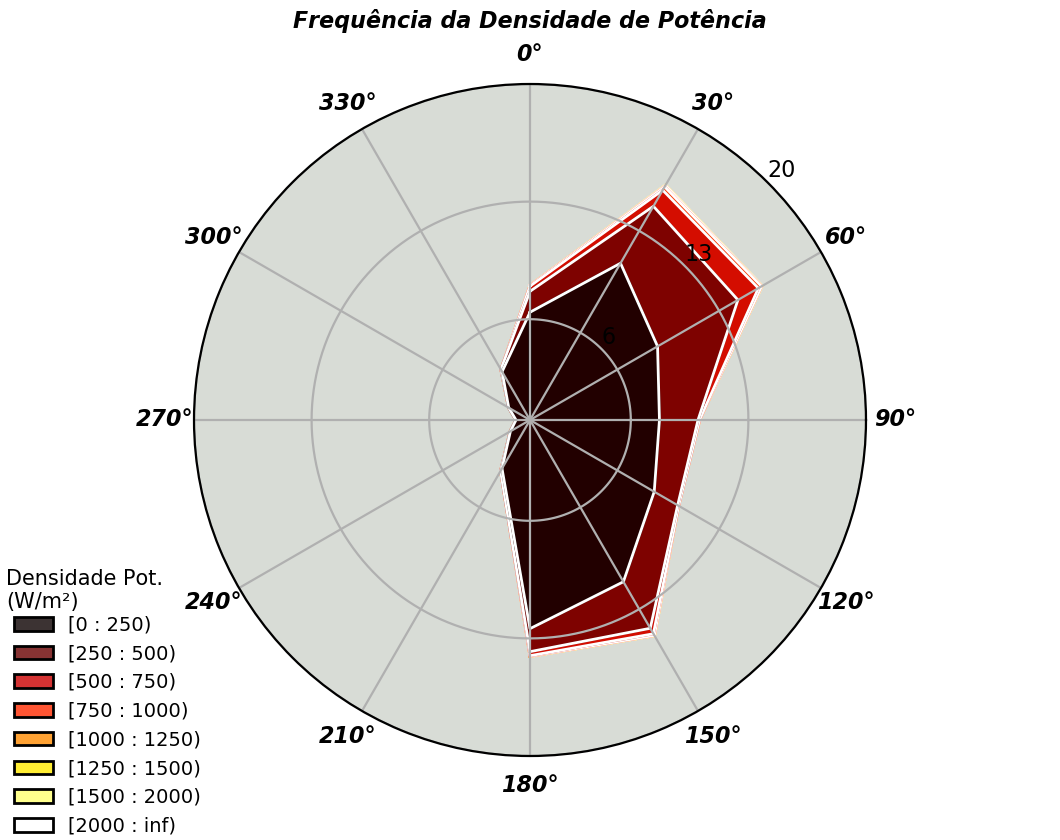 Frequência da Densidade de Potência
0°
330°
30°
20
300°
60°
13
6
270°
90°
240°
120°
210°
150°
180°
Densidade Pot.
(W/m²)
[0 : 250)
[250 : 500)
[500 : 750)
[750 : 1000)
[1000 : 1250)
[1250 : 1500)
[1500 : 2000)
[2000 : inf)